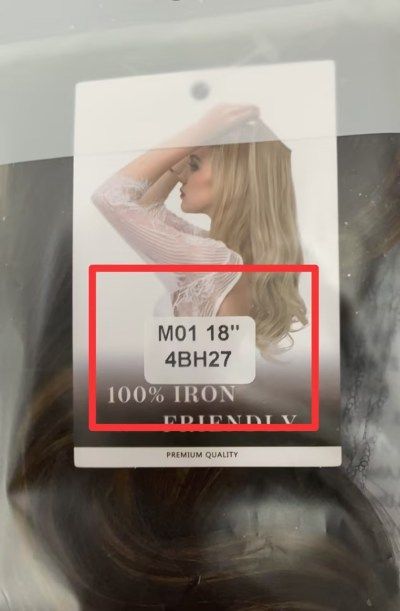 M01 18"
4BH27
100% IRON
FRIENDLY
PREMIUM QUALITY